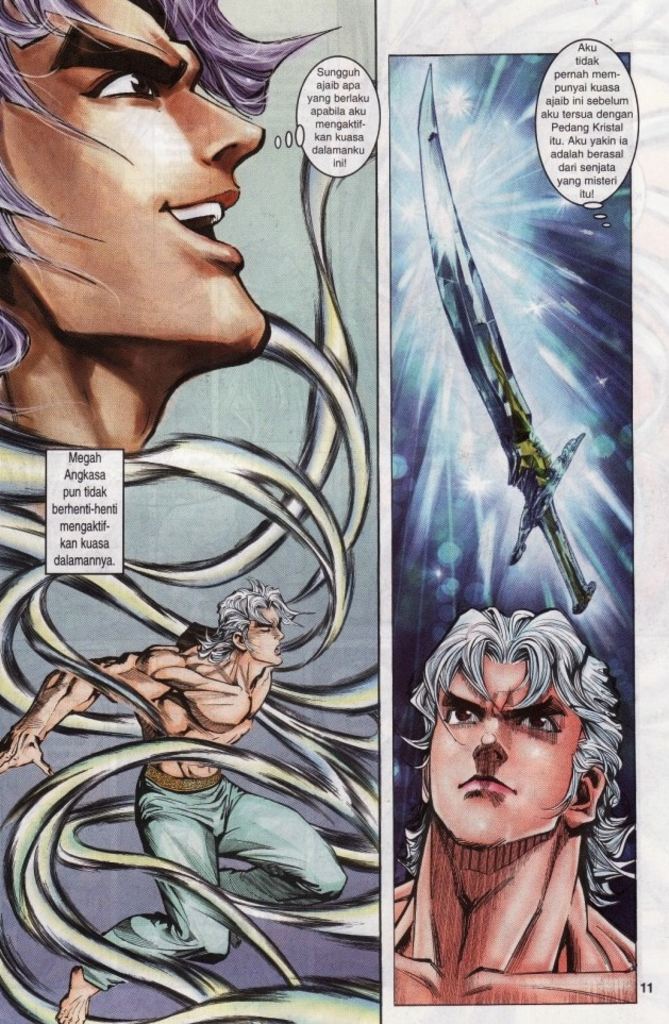 Sungguh
ajaib apa
yang berlaku
apabila aku
mengaktif-
kan kuasa
dalamanku
ini!
Megah
Angkasa
pun tidak
berhenti-henti
mengaktif-
kan kuasa
dalamannya.
Aku
tidak
pernah mem-
punyai kuasa
ajaib ini sebelum
aku tersua dengan
Pedang Kristal
itu. Aku yakin ia
adalah berasal
dari senjata
yang misteri
itu!
11